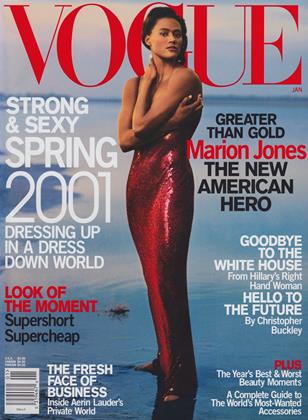 VOGUE
JAN
STRONG
& SEXY
SPRING
2001
DRESSING UP
IN A DRESS
DOWN WORLD
LOOK OF
THE MOMENT
Supershort
Supercheap
THE FRESH
FACE OF
BUSINESS
Inside Aerin Lauder's
Private World
GREATER
THAN GOLD
Marion Jones
THE NEW
AMERICAN
HERO
GOODBYE
TO THE
WHITE HOUSE
From Hillary's Right
Hand Woman
HELLO TO
THE FUTURE
By Christopher
Buckley
PLUS
The Year's Best & Worst
Beauty Moments
A Complete Guide to
The World's Most-Wanted
Accessories